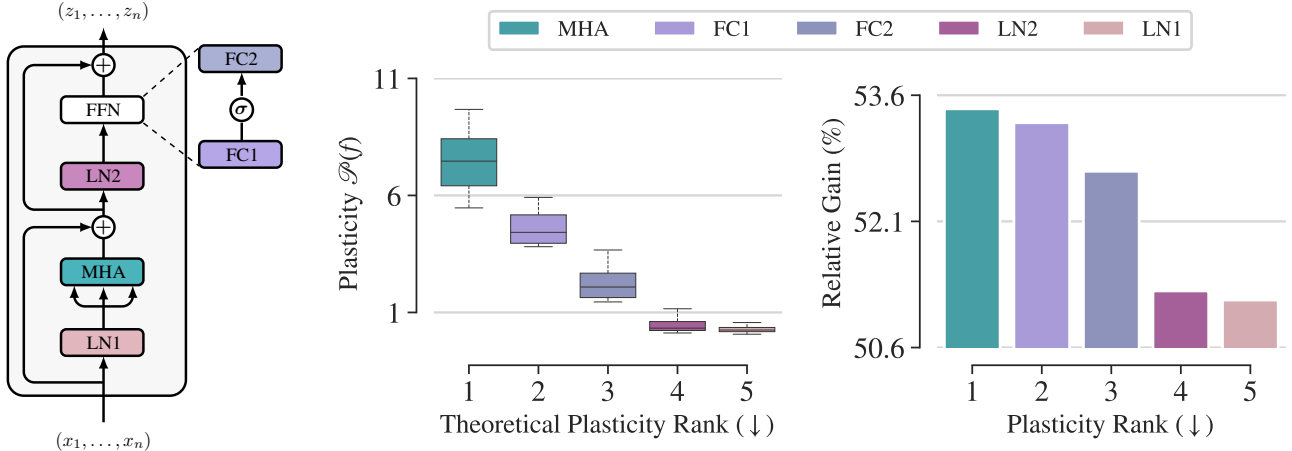 (z₁, . . . , zₙ)
FFN
LN2
MHA
LN1
(x₁, . . . , xₙ)
FC2
σ
FC1
MHA FC1 FC2 LN2 LN1
Plasticity 𝒫(f)
11
6
1
1 2 3 4 5
Theoretical Plasticity Rank (↓)
Relative Gain (%)
53.6
52.1
50.6
1 2 3 4 5
Plasticity Rank (↓)